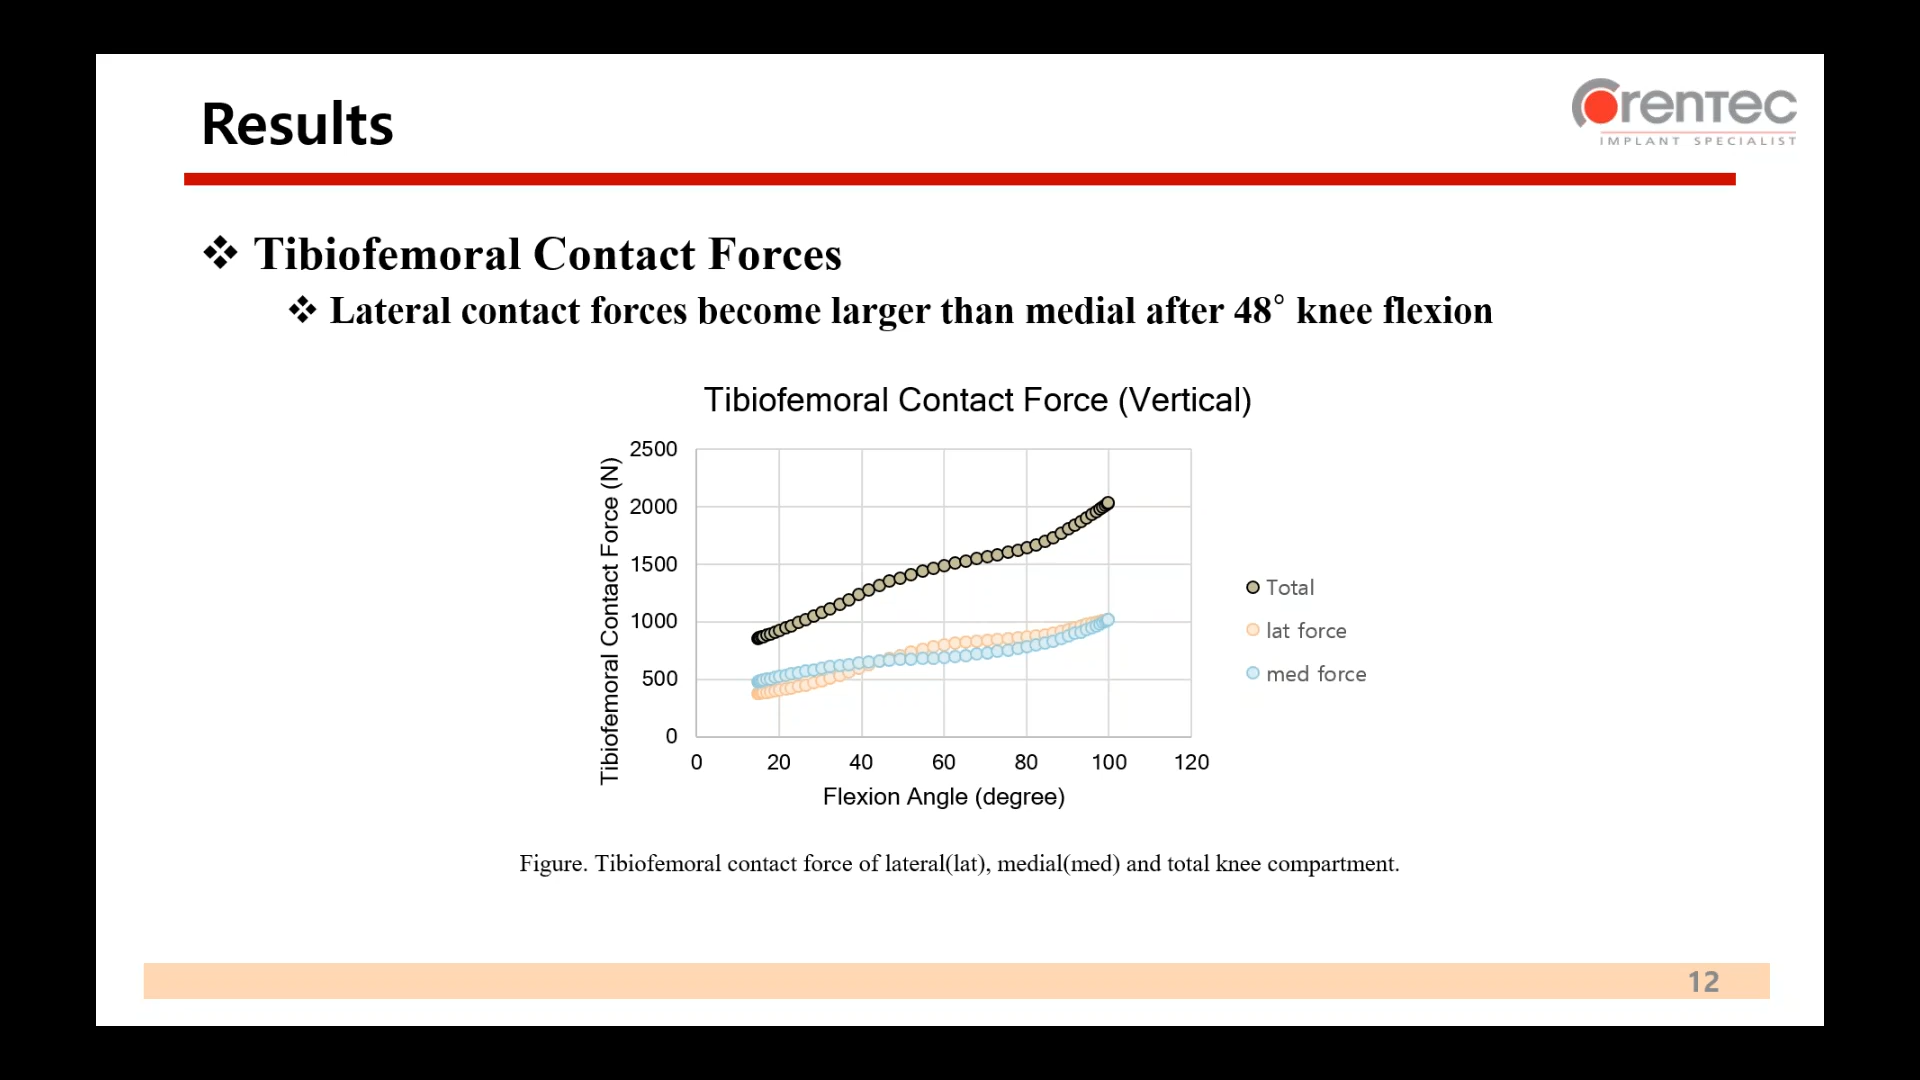 Results
orentec
IMPLANT SPECIALIST
❖ Tibiofemoral Contact Forces
❖ Lateral contact forces become larger than medial after 48° knee flexion
Tibiofemoral Contact Force (Vertical)
Tibiofemoral Contact Force (N)
2500
2000
1500
1000
500
0
0 20 40 60 80 100 120
Flexion Angle (degree)
Total
lat force
med force
Figure. Tibiofemoral contact force of lateral(lat), medial(med) and total knee compartment.
12